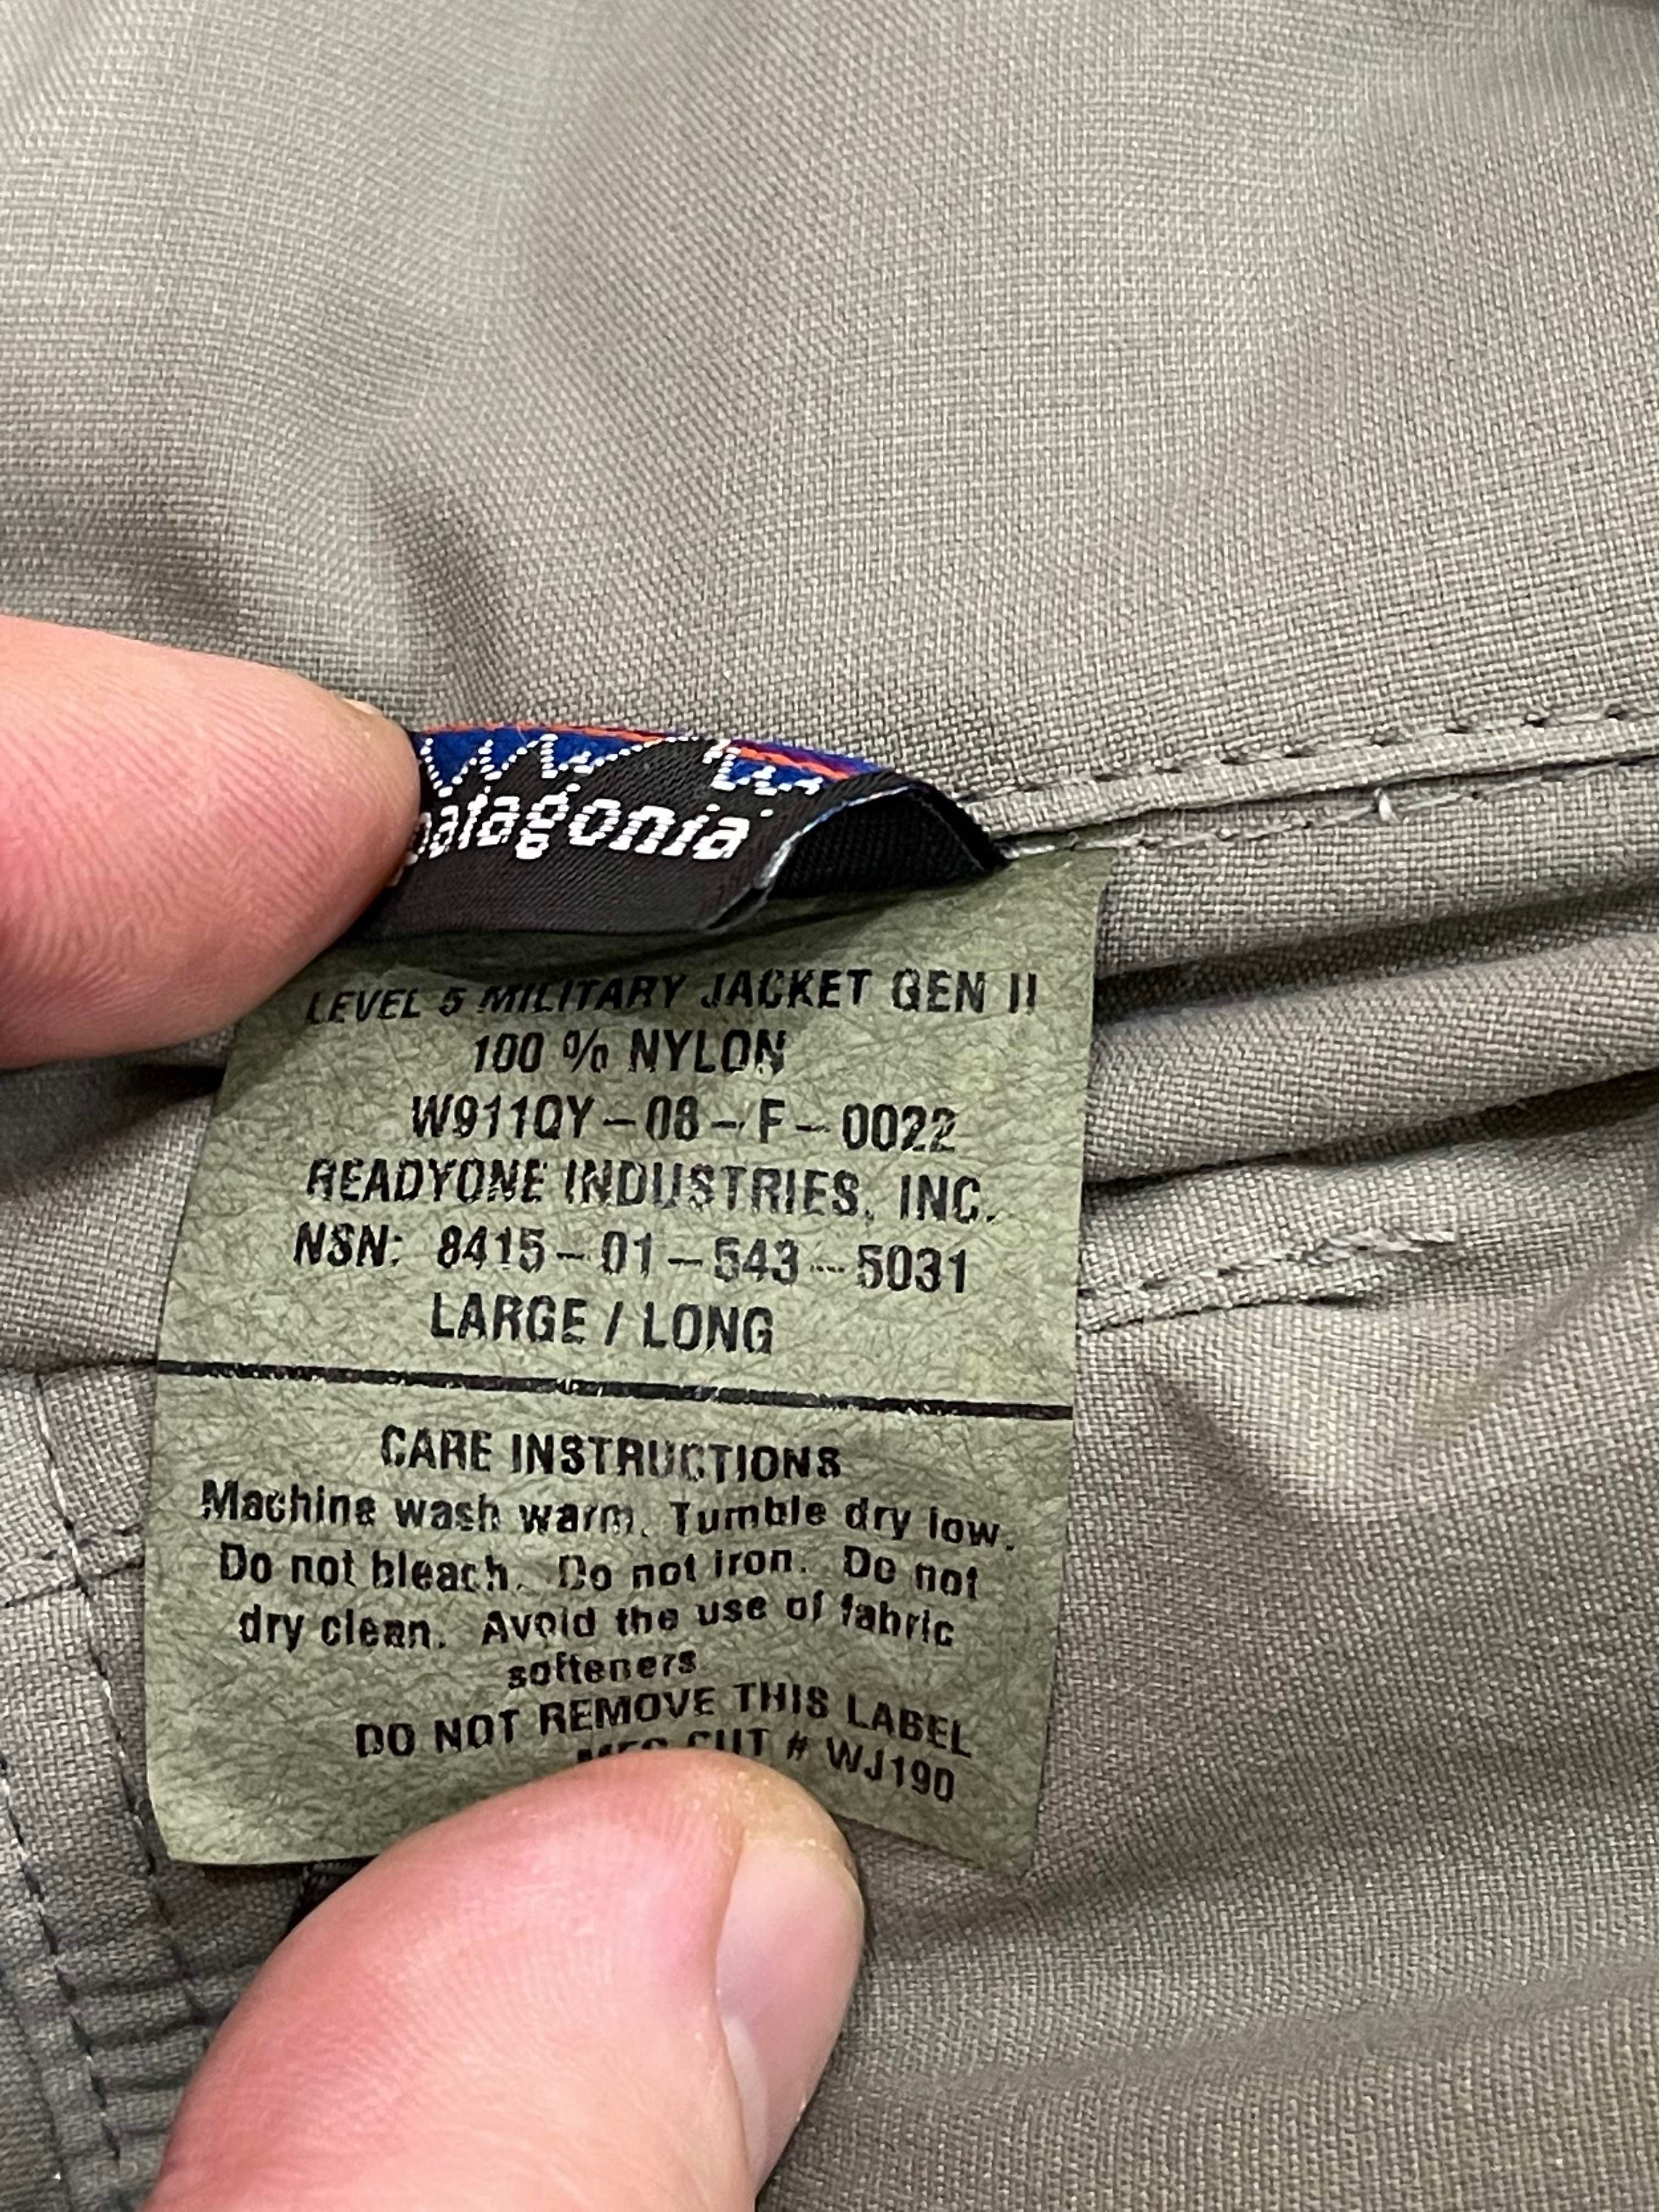 patagonia
LEVEL 5 MILITARY JACKET GEN II
100 % NYLON
W911QY-08-F-0022
READYONE INDUSTRIES, INC.
NSN: 8415-01-543-5031
LARGE / LONG
CARE INSTRUCTIONS
Machine wash warm. Tumble dry low.
Do not bleach. Do not iron. Do not
dry clean. Avoid the use of fabric
softeners
DO NOT REMOVE THIS LABEL
MFG CUT # WJ190